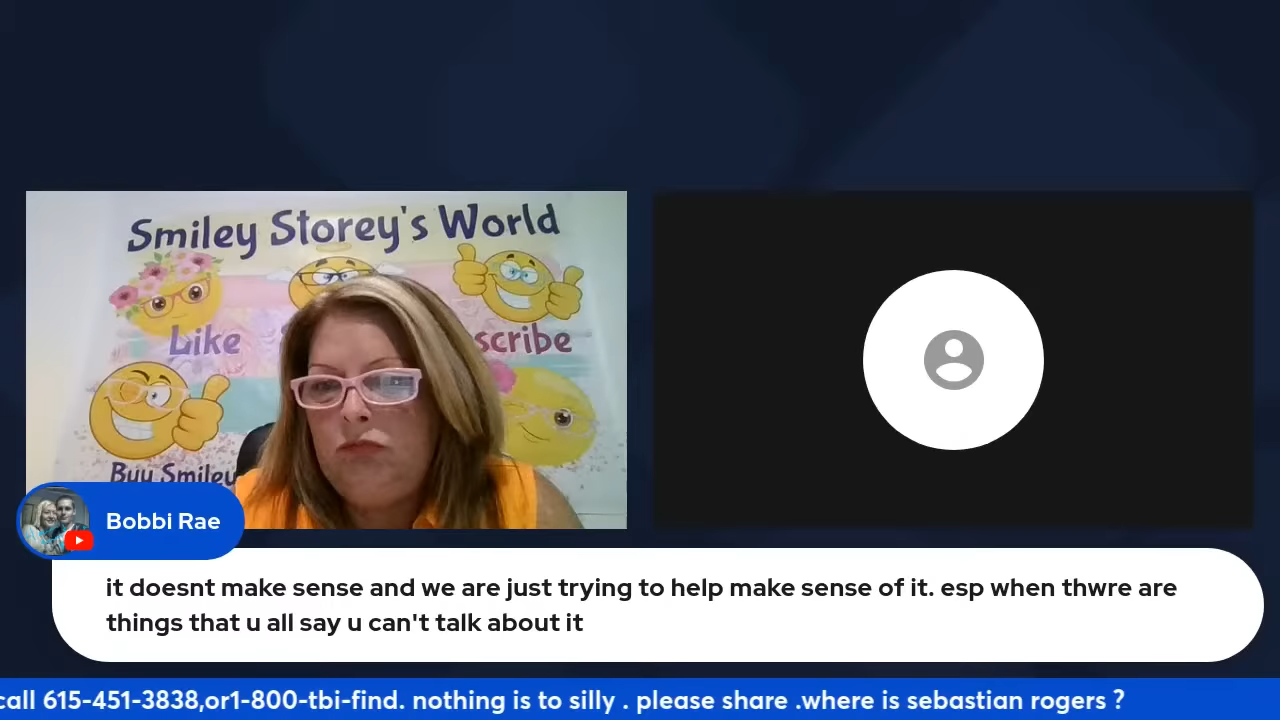 Smiley Storey's World
Like
scribe
Buy Smiley
Bobbi Rae
it doesnt make sense and we are just trying to help make sense of it. esp when thwre are
things that u all say u can't talk about it
call 615-451-3838,or1-800-tbi-find. nothing is to silly . please share .where is sebastian rogers ?